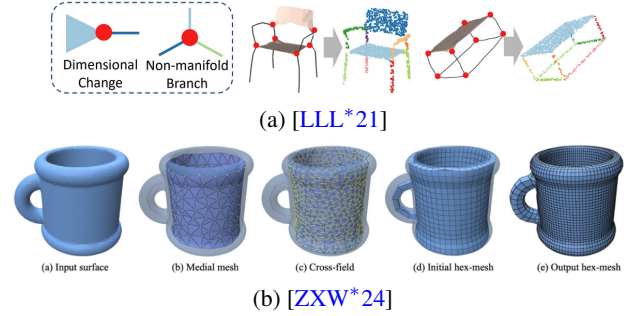 Dimensional Change
Non-manifold Branch
(a) [LLL*21]
(a) Input surface
(b) Medial mesh
(c) Cross-field
(d) Initial hex-mesh
(e) Output hex-mesh
(b) [ZXW*24]